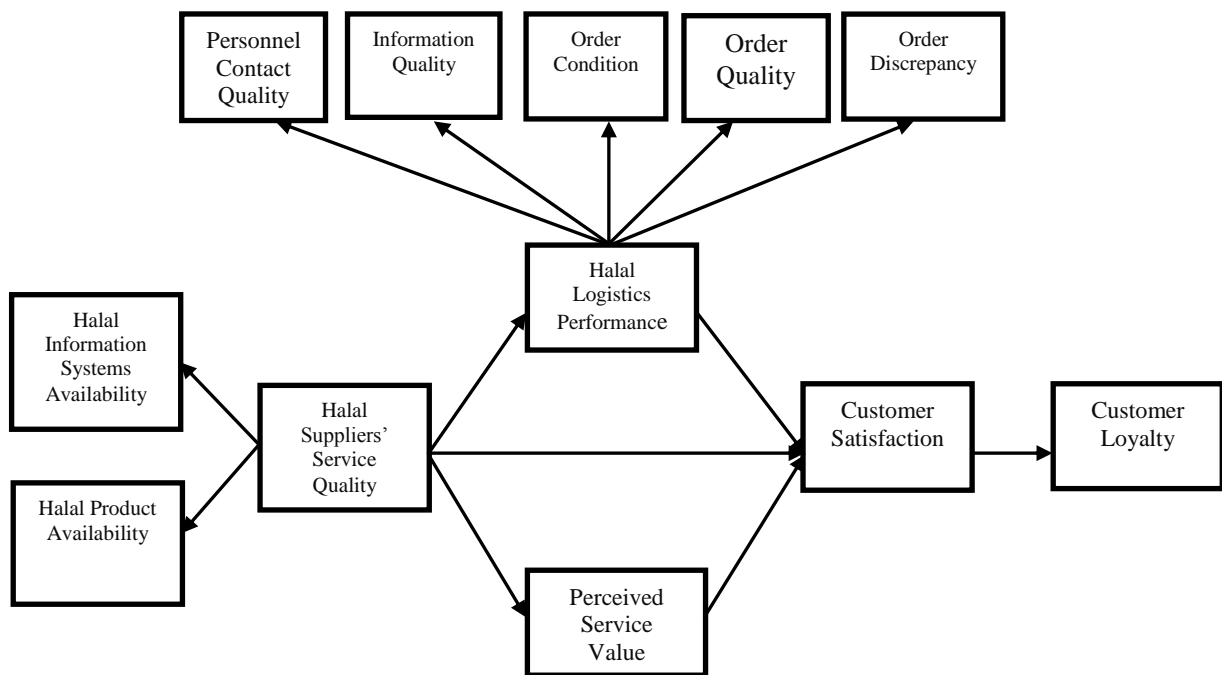 Personnel
Contact
Quality
Information
Quality
Order
Condition
Order
Quality
Order
Discrepancy
Halal
Logistics
Performance
Halal
Information
Systems
Availability
Halal
Suppliers’
Service
Quality
Customer
Satisfaction
Customer
Loyalty
Halal Product
Availability
Perceived
Service
Value